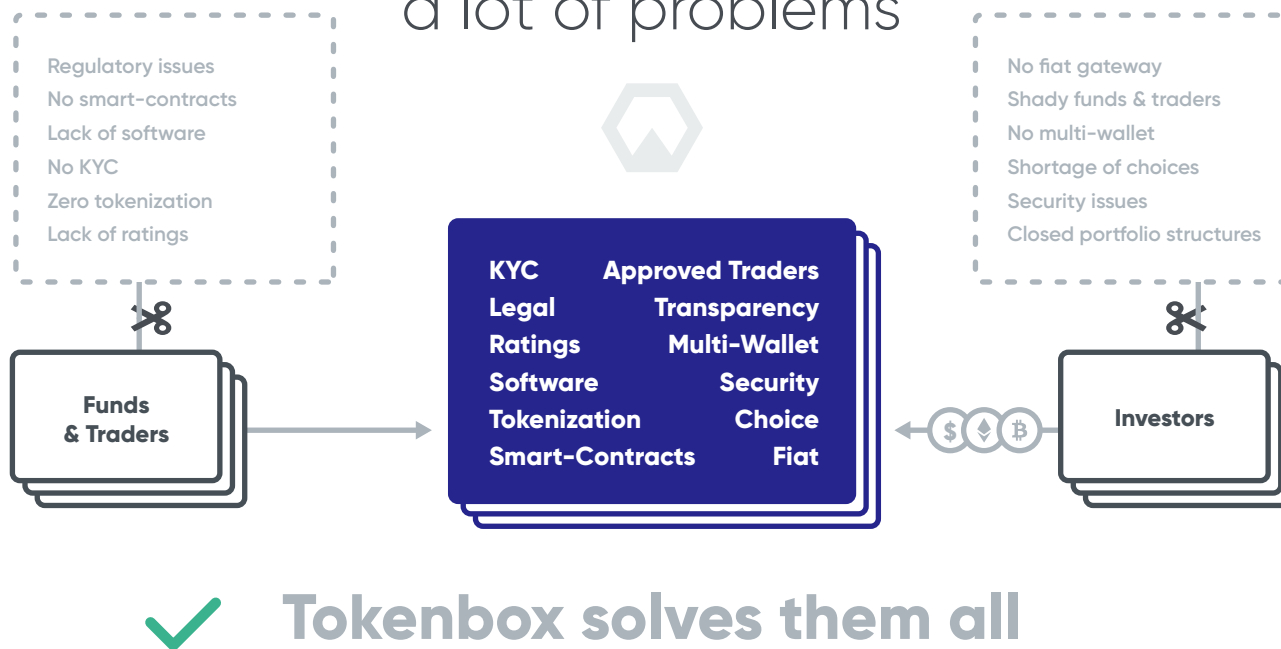 a lot of problems
Regulatory issues
No smart-contracts
Lack of software
No KYC
Zero tokenization
Lack of ratings
No fiat gateway
Shady funds & traders
No multi-wallet
Shortage of choices
Security issues
Closed portfolio structures
KYC Approved Traders
Legal Transparency
Ratings Multi-Wallet
Software Security
Tokenization Choice
Smart-Contracts Fiat
Funds
& Traders
$
₿
Investors
Tokenbox solves them all